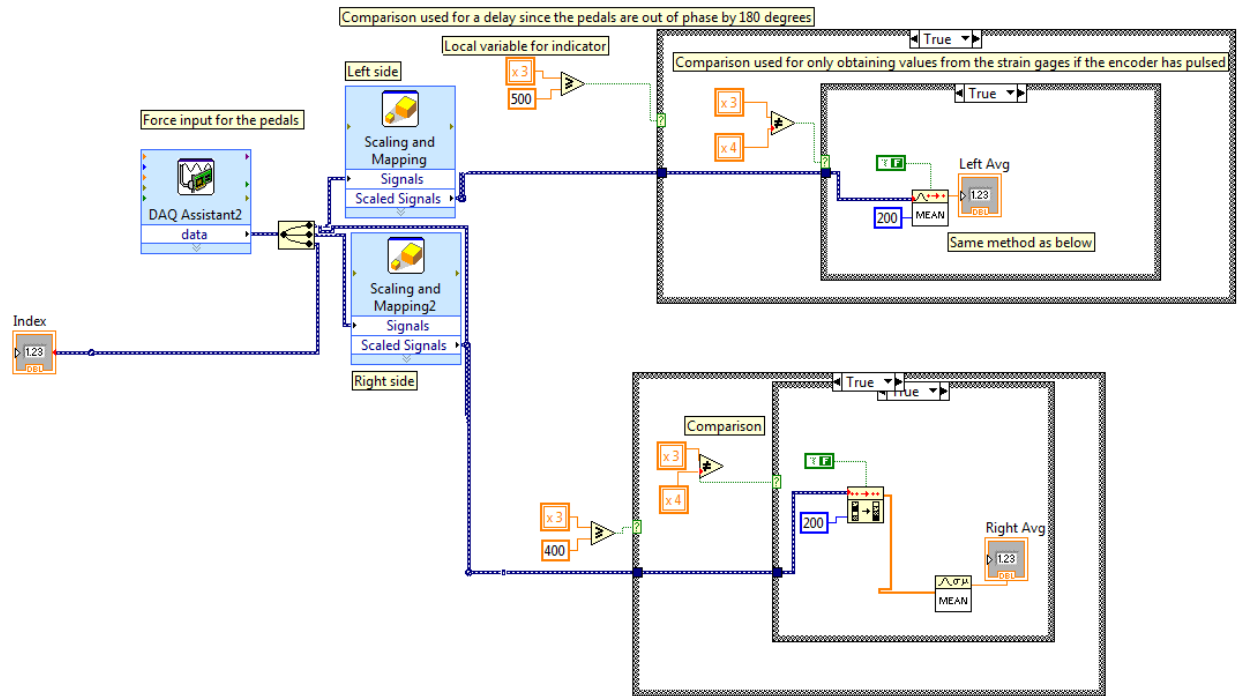 Comparison used for a delay since the pedals are out of phase by 180 degrees
True
Local variable for indicator
Comparison used for only obtaining values from the strain gages if the encoder has pulsed
x 3
500
Left side
True
x 3
x 4
Force input for the pedals
Scaling and
Mapping
Signals
Scaled Signals
DAQ Assistant2
data
?
?
F
Left Avg
1.23
DBL
200
MEAN
Same method as below
Scaling and
Mapping2
Signals
Scaled Signals
Right side
Index
1.23
DBL
True
True
Comparison
x 3
x 4
?
F
x 3
400
?
200
Right Avg
1.23
DBL
σμ
MEAN